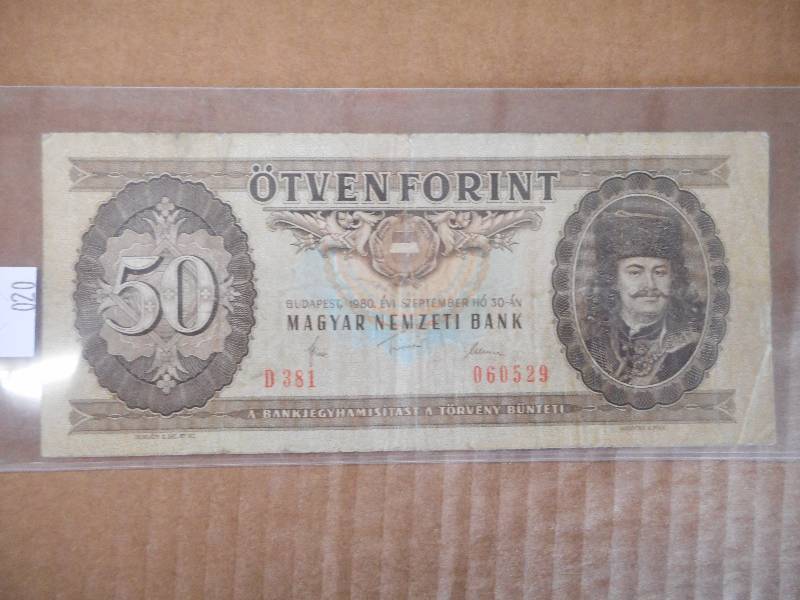 ÖTVEN FORINT
50
BUDAPEST, 1980. ÉVI SZEPTEMBER HÓ 30-ÁN
MAGYAR NEMZETI BANK
D 381 060529
A BANKJEGYHAMISÍTÁST A TÖRVÉNY BÜNTETI
020